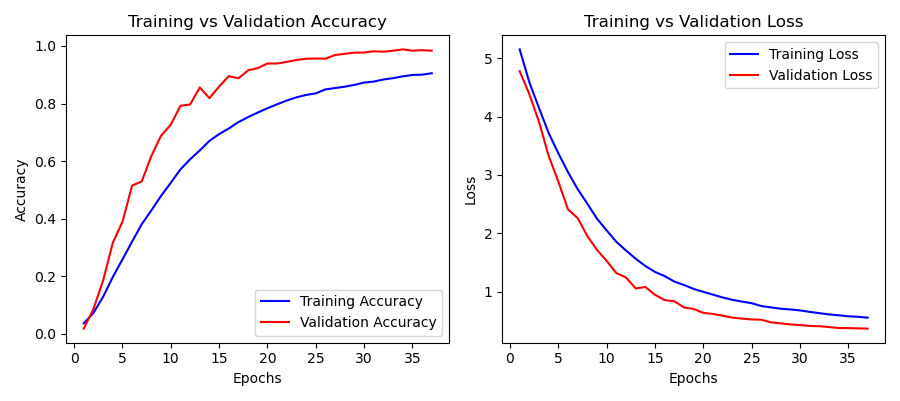 Training vs Validation Accuracy
1.0
0.8
0.6
0.4
0.2
0.0
Accuracy
Training Accuracy
Validation Accuracy
0 5 10 15 20 25 30 35
Epochs
Training vs Validation Loss
5
4
3
2
1
Loss
Training Loss
Validation Loss
0 5 10 15 20 25 30 35
Epochs